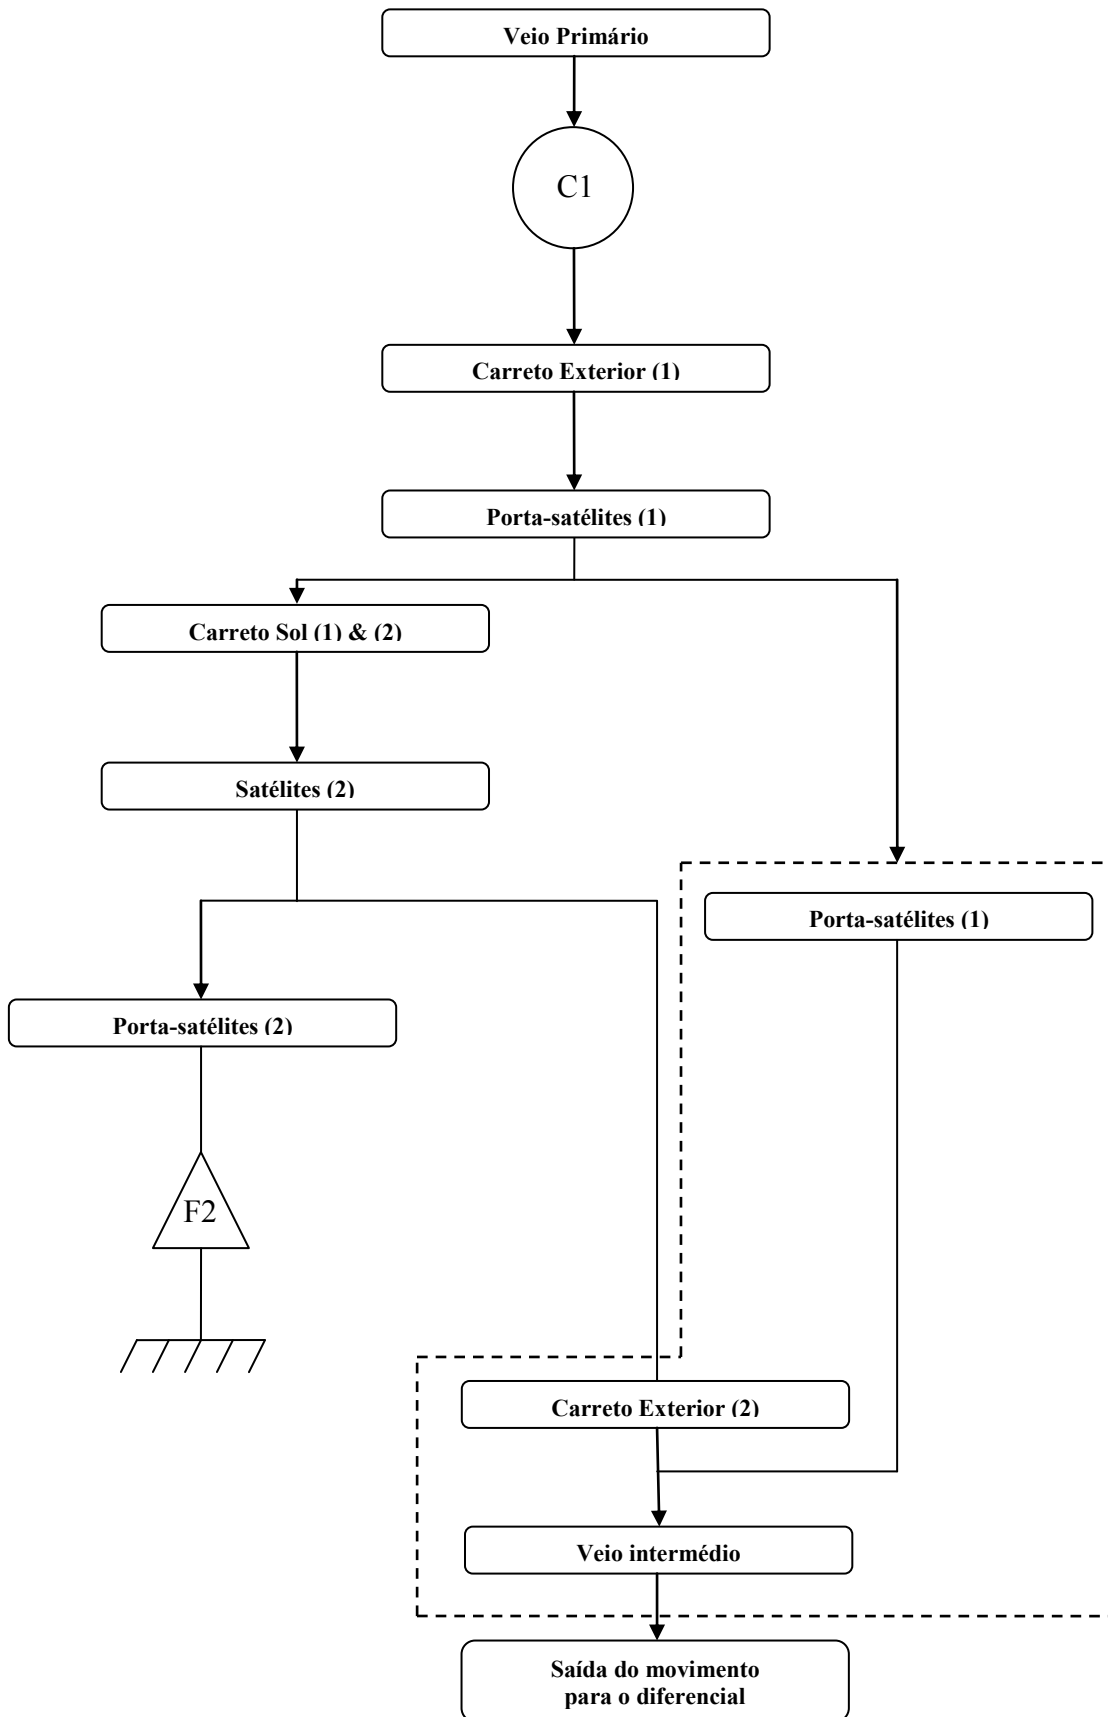 Veio Primário
C1
Carreto Exterior (1)
Porta-satélites (1)
Carreto Sol (1) & (2)
Satélites (2)
Porta-satélites (1)
Porta-satélites (2)
F2
Carreto Exterior (2)
Veio intermédio
Saída do movimento
para o diferencial